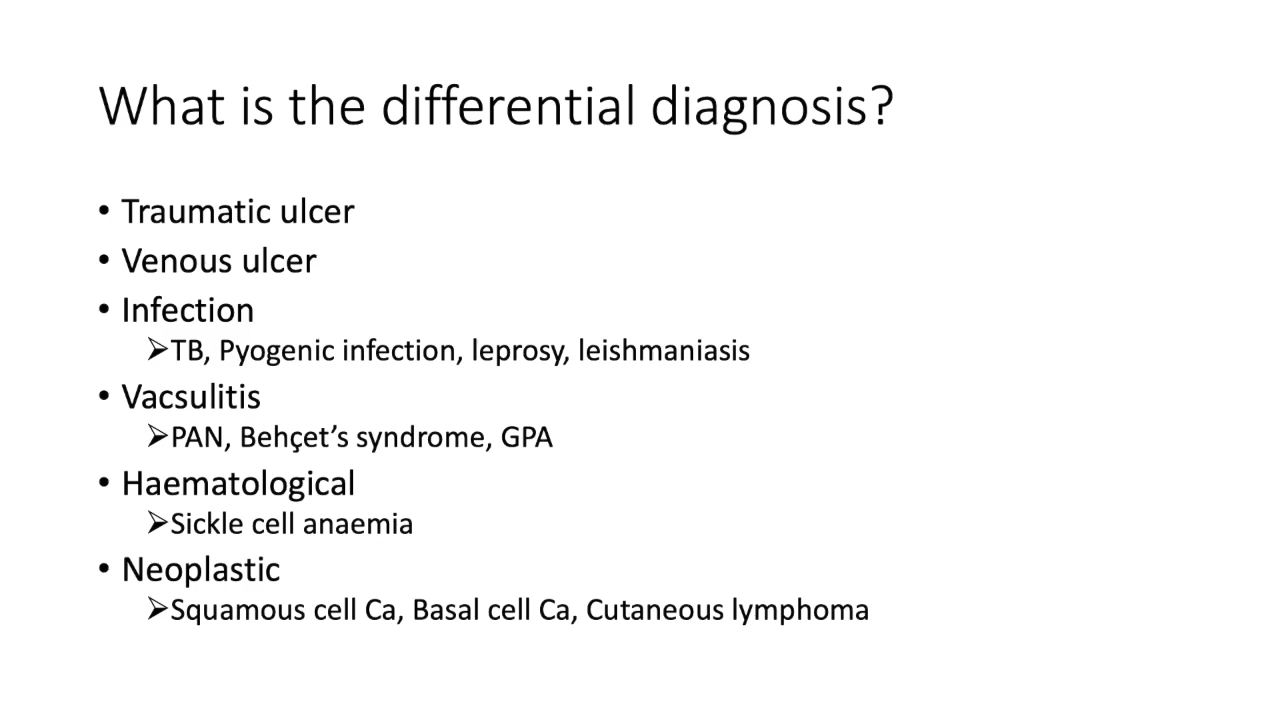 What is the differential diagnosis?
• Traumatic ulcer
• Venous ulcer
• Infection
➢TB, Pyogenic infection, leprosy, leishmaniasis
• Vacsulitis
➢PAN, Behçet’s syndrome, GPA
• Haematological
➢Sickle cell anaemia
• Neoplastic
➢Squamous cell Ca, Basal cell Ca, Cutaneous lymphoma